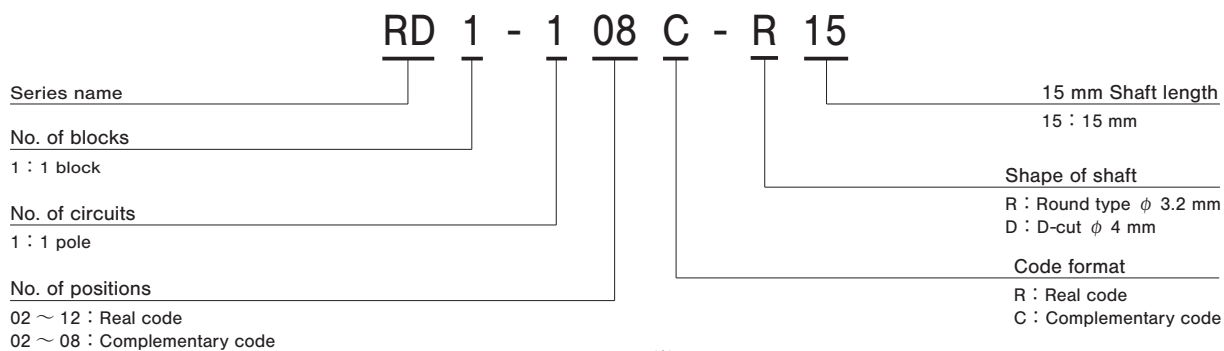 RD 1 - 1 08 C - R 15
Series name
No. of blocks
1：1 block
No. of circuits
1：1 pole
No. of positions
02 ～ 12：Real code
02 ～ 08：Complementary code
15 mm Shaft length
15：15 mm
Shape of shaft
R：Round type φ 3.2 mm
D：D-cut φ 4 mm
Code format
R：Real code
C：Complementary code